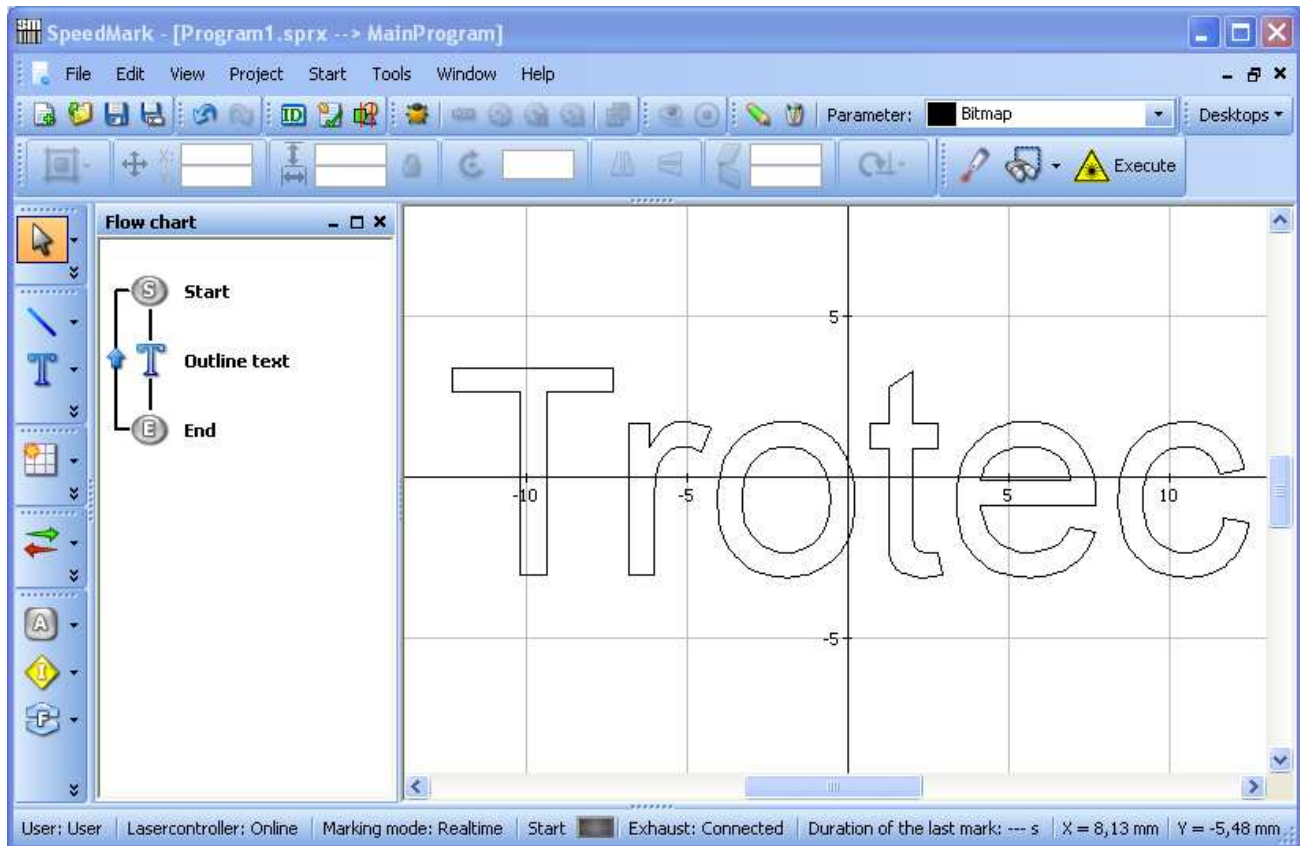 SpeedMark - [Program1.sprx --> MainProgram]
File Edit View Project Start Tools Window Help
ID Parameter: Bitmap Desktops
X: Execute
Flow chart
S Start
T Outline text
E End
5
Trotec
-10 -5 5 10
-5
T
A
I
F
User: User Lasercontroller: Online Marking mode: Realtime Start Exhaust: Connected Duration of the last mark: --- s X = 8,13 mm Y = -5,48 mm